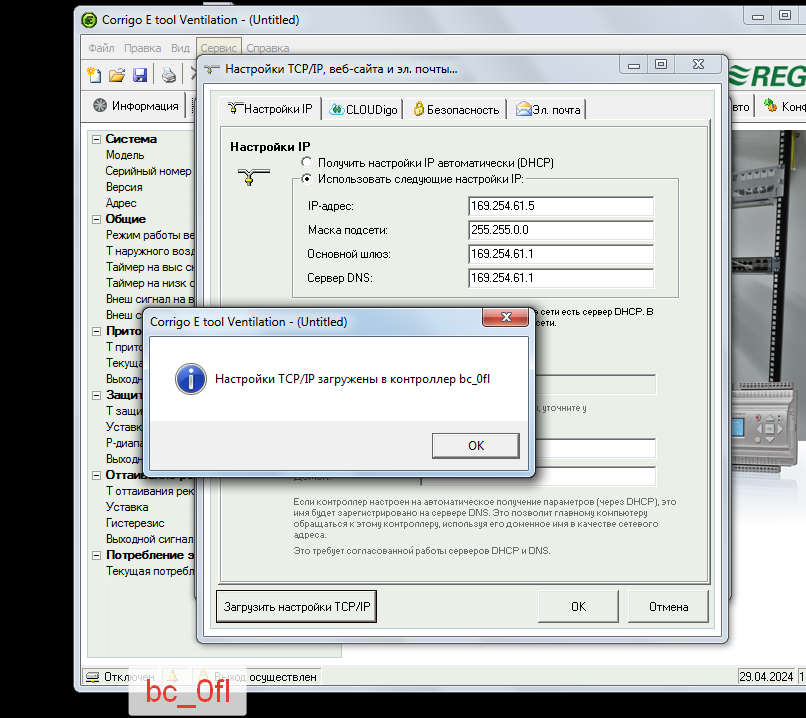 Corrigo E tool Ventilation - (Untitled)
Файл Правка Вид Сервис Справка
Настройки TCP/IP, веб-сайта и эл. почты...
REG
Информация
Настройки IP CLOUDigo Безопасность Эл. почта
вто
Конф
Система
Модель
Серийный номер
Версия
Адрес
Общие
Режим работы ве
Т наружного возд
Таймер на выс ск
Таймер на низк с
Внеш сигнал на в
Внеш с
Прито
Т прито
Текуща
Выходн
Защит
Т защи
Уставк
P-диапа
Выходн
Оттаивание ре
Т оттаивания рек
Уставка
Гистерезис
Выходной сигнал
Потребление э
Текущая потребл
Настройки IP
Получить настройки IP автоматически (DHCP)
Использовать следующие настройки IP:
IP-адрес: 169.254.61.5
Маска подсети: 255.255.0.0
Основной шлюз: 169.254.61.1
Сервер DNS: 169.254.61.1
сети есть сервер DHCP. В
сети.
Corrigo E tool Ventilation - (Untitled)
Настройки TCP/IP загружены в контроллер bc_0fl
OK
, уточните у
Домен:
Если контроллер настроен на автоматическое получение параметров (через DHCP), это
имя будет зарегистрировано на сервере DNS. Это позволит главному компьютеру
обращаться к этому контроллеру, используя его доменное имя в качестве сетевого
адреса.
Это требует согласованной работы серверов DHCP и DNS.
Загрузить настройки TCP/IP OK Отмена
Отключен Выход осуществлен 29.04.2024 1
bc_0fl